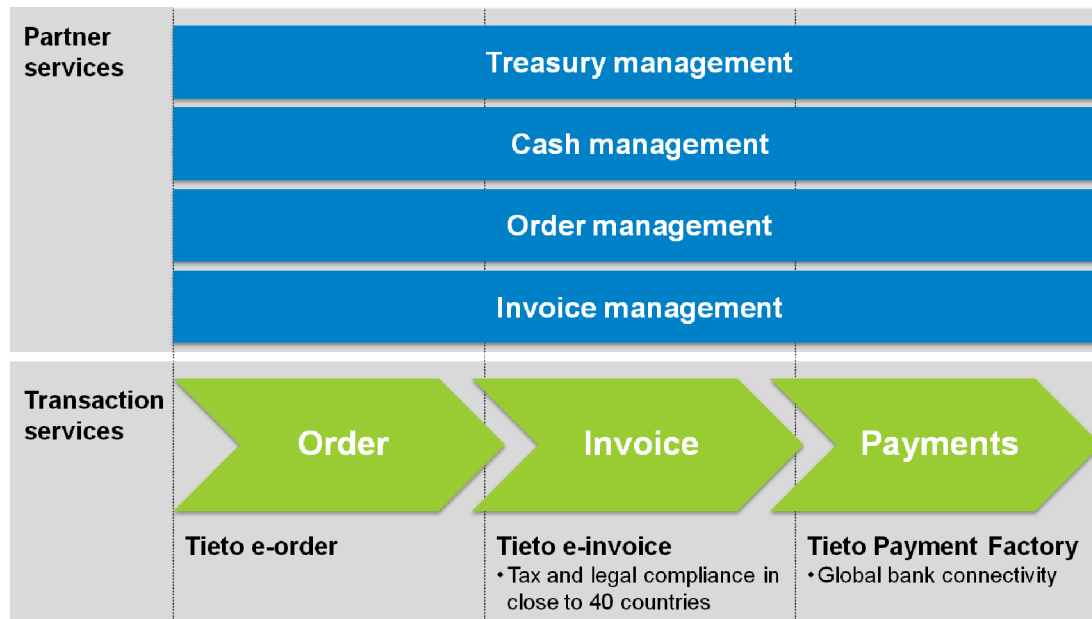 Partner
services
Treasury management
Cash management
Order management
Invoice management
Transaction
services
Order
Invoice
Payments
Tieto e-order
Tieto e-invoice
• Tax and legal compliance in
close to 40 countries
Tieto Payment Factory
• Global bank connectivity